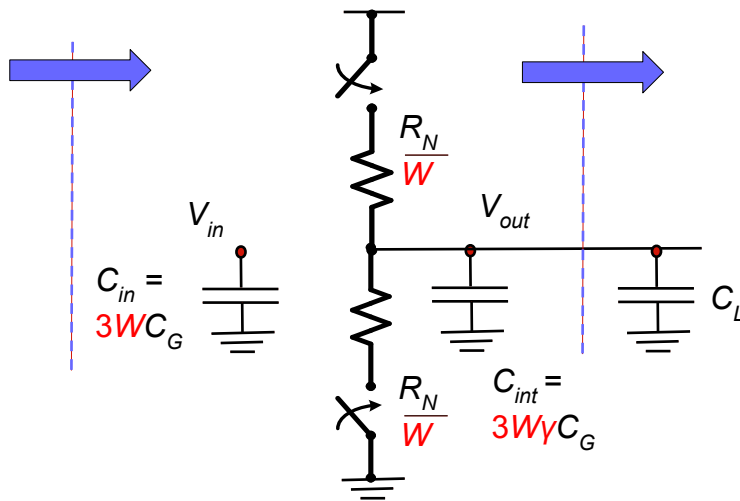 R_N
W
V_in
V_out
C_in =
3WC_G
C_L
R_N
W
C_int =
3WγC_G